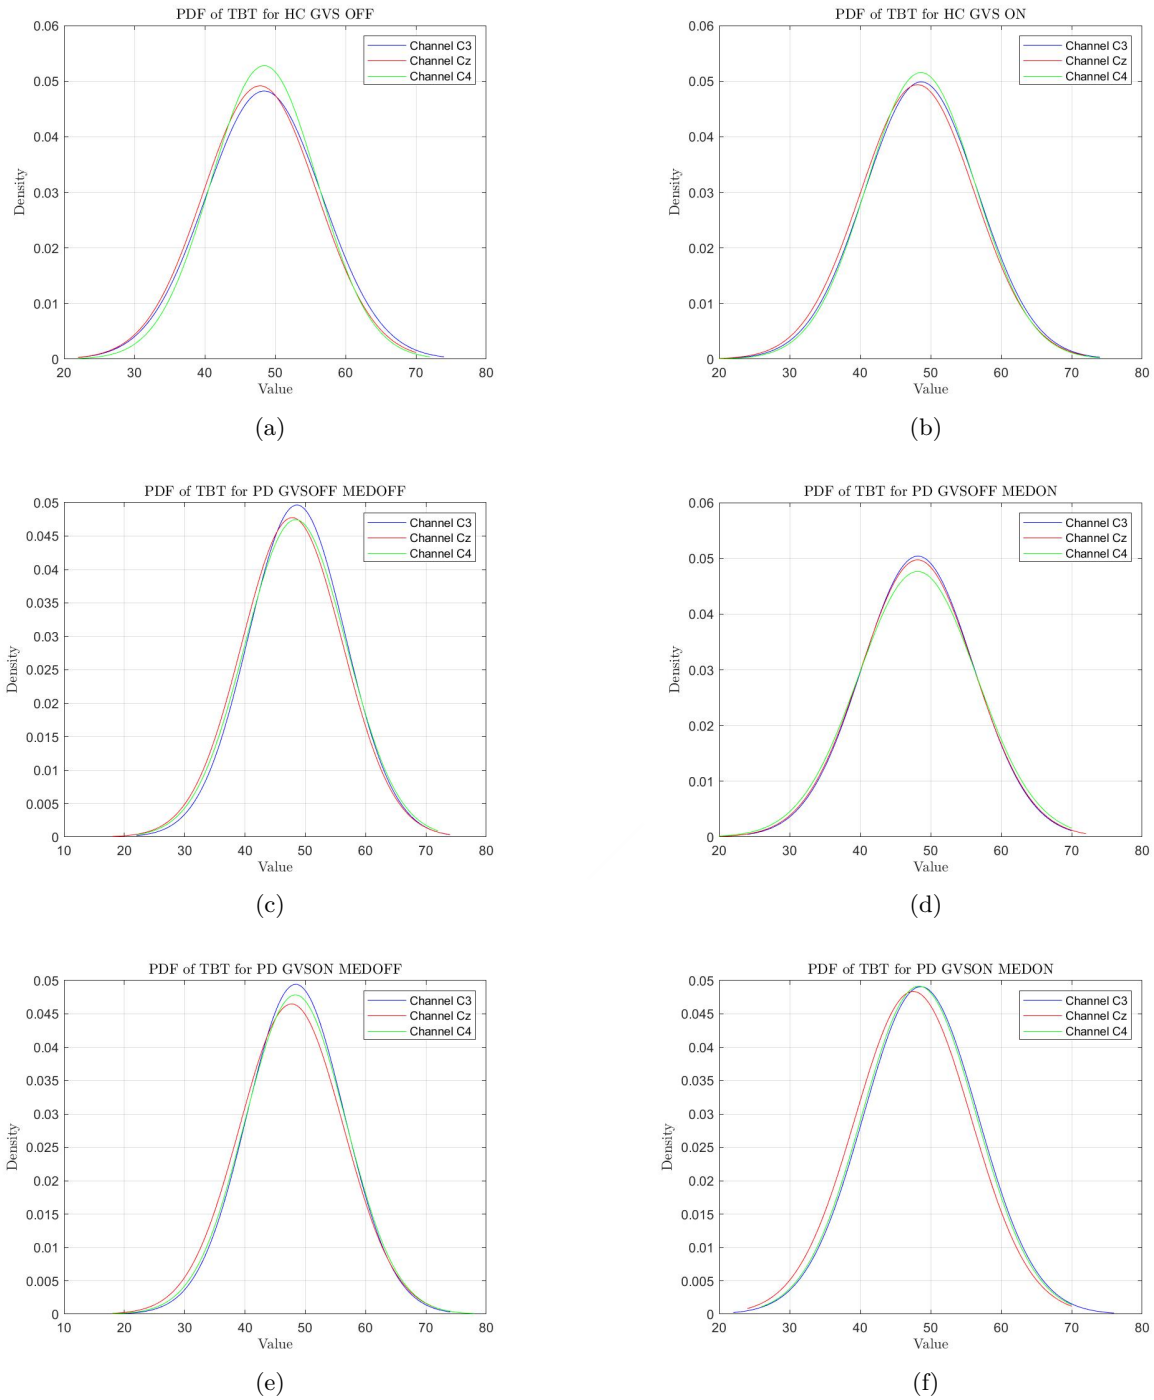 PDF of TBT for HC GVS OFF
0.06
0.05
0.04
0.03
0.02
0.01
0
Density
Channel C3
Channel Cz
Channel C4
20 30 40 50 60 70 80
Value
(a)
PDF of TBT for HC GVS ON
0.06
0.05
0.04
0.03
0.02
0.01
0
Density
Channel C3
Channel Cz
Channel C4
20 30 40 50 60 70 80
Value
(b)
PDF of TBT for PD GVSOFF MEDOFF
0.05
0.045
0.04
0.035
0.03
0.025
0.02
0.015
0.01
0.005
0
Density
Channel C3
Channel Cz
Channel C4
10 20 30 40 50 60 70 80
Value
(c)
PDF of TBT for PD GVSOFF MEDON
0.06
0.05
0.04
0.03
0.02
0.01
0
Density
Channel C3
Channel Cz
Channel C4
20 30 40 50 60 70 80
Value
(d)
PDF of TBT for PD GVSON MEDOFF
0.05
0.045
0.04
0.035
0.03
0.025
0.02
0.015
0.01
0.005
0
Density
Channel C3
Channel Cz
Channel C4
10 20 30 40 50 60 70 80
Value
(e)
PDF of TBT for PD GVSON MEDON
0.05
0.045
0.04
0.035
0.03
0.025
0.02
0.015
0.01
0.005
0
Density
Channel C3
Channel Cz
Channel C4
20 30 40 50 60 70 80
Value
(f)